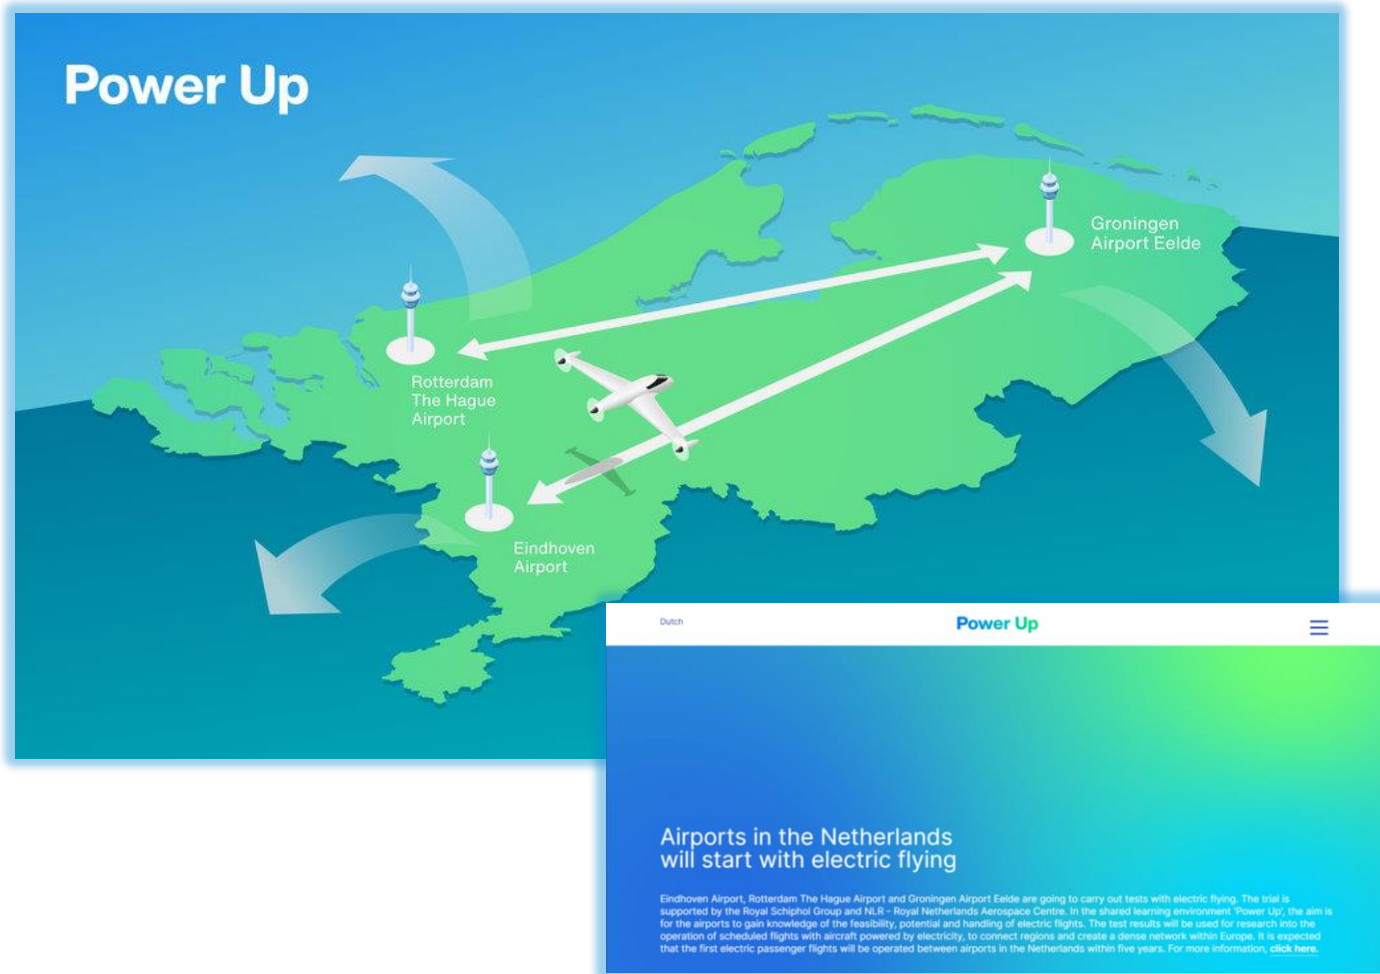 Power Up
Groningen
Airport Eelde
Rotterdam
The Hague
Airport
Eindhoven
Airport
Dutch
Power Up
Airports in the Netherlands
will start with electric flying
Eindhoven Airport, Rotterdam The Hague Airport and Groningen Airport Eelde are going to carry out tests with electric flying. The trial is
supported by the Royal Schiphol Group and NLR - Royal Netherlands Aerospace Centre. In the shared learning environment 'Power Up', the aim is
for the airports to gain knowledge of the feasibility, potential and handling of electric flights. The test results will be used for research into the
operation of scheduled flights with aircraft powered by electricity, to connect regions and create a dense network within Europe. It is expected
that the first electric passenger flights will be operated between airports in the Netherlands within five years. For more information, click here.